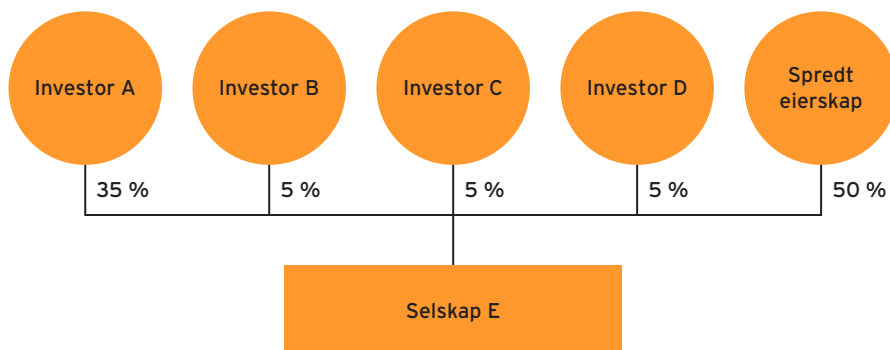 Investor A
Investor B
Investor C
Investor D
Spredt
eierskap
35 %
5 %
5 %
5 %
50 %
Selskap E